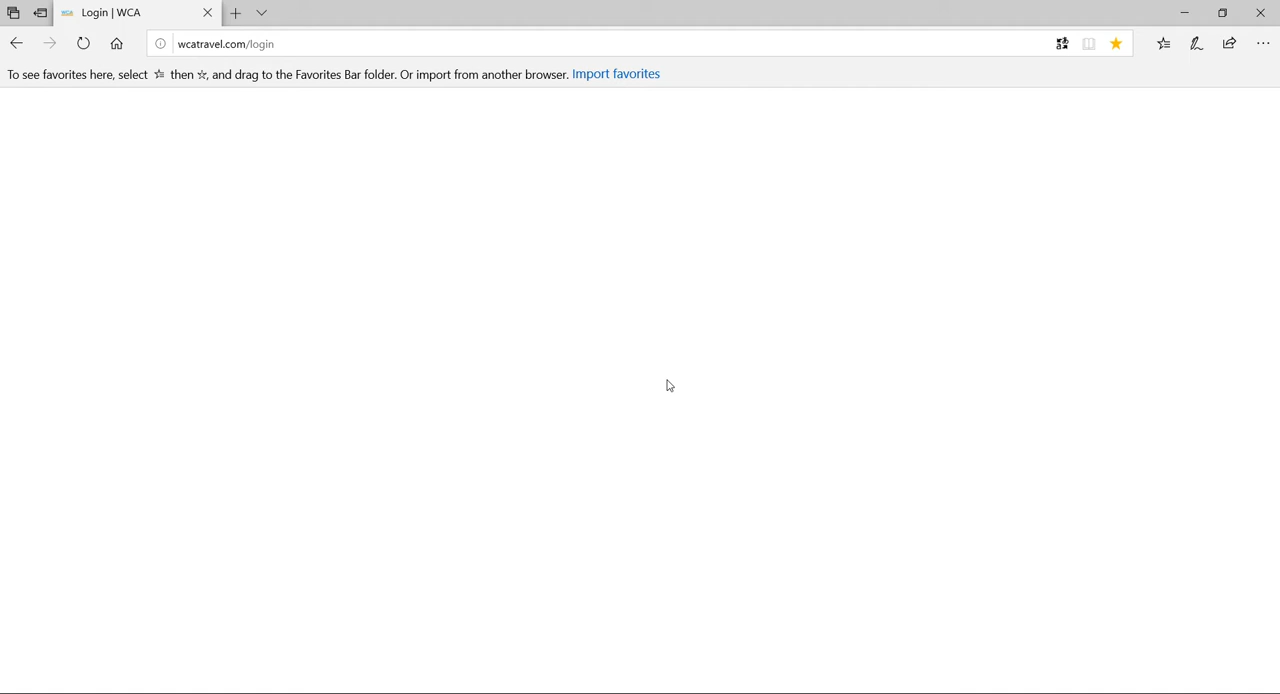 Login | WCA
wcatravel.com/login
To see favorites here, select then , and drag to the Favorites Bar folder. Or import from another browser. Import favorites